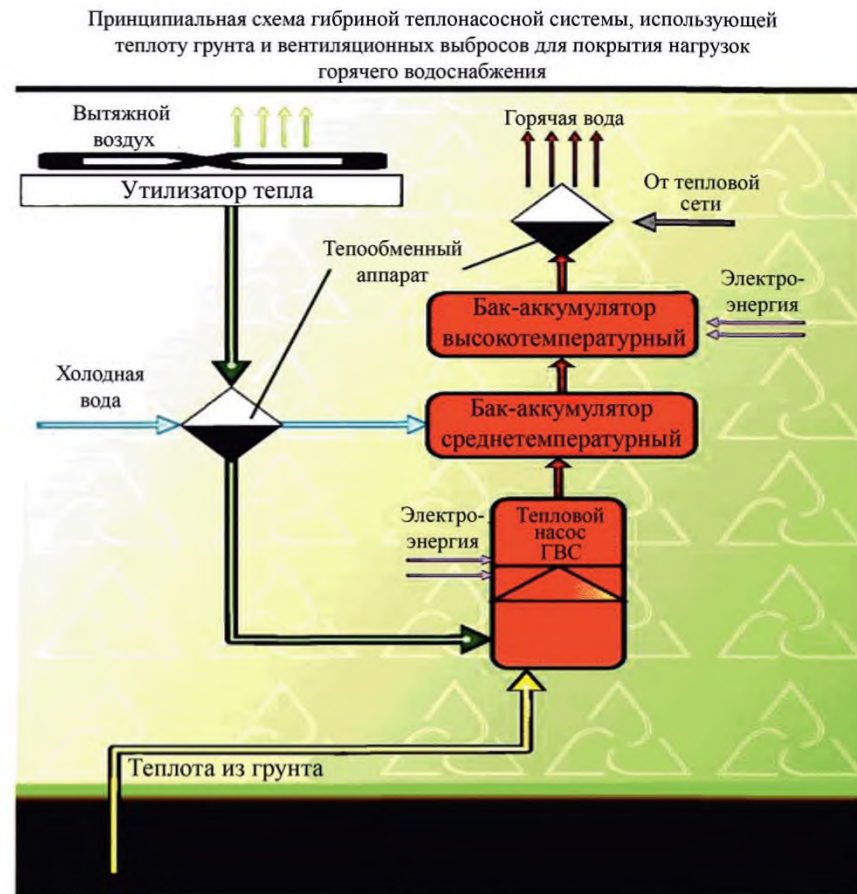 Принципиальная схема гибриной теплонасосной системы, использующей
теплоту грунта и вентиляционных выбросов для покрытия нагрузок
горячего водоснабжения
Вытяжной
воздух
Горячая вода
Утилизатор тепла
От тепловой
сети
Тепообменный
аппарат
Электро-
энергия
Бак-аккумулятор
высокотемпературный
Холодная
вода
Бак-аккумулятор
среднетемпературный
Электро-
энергия
Тепловой
насос
ГВС
Теплота из грунта